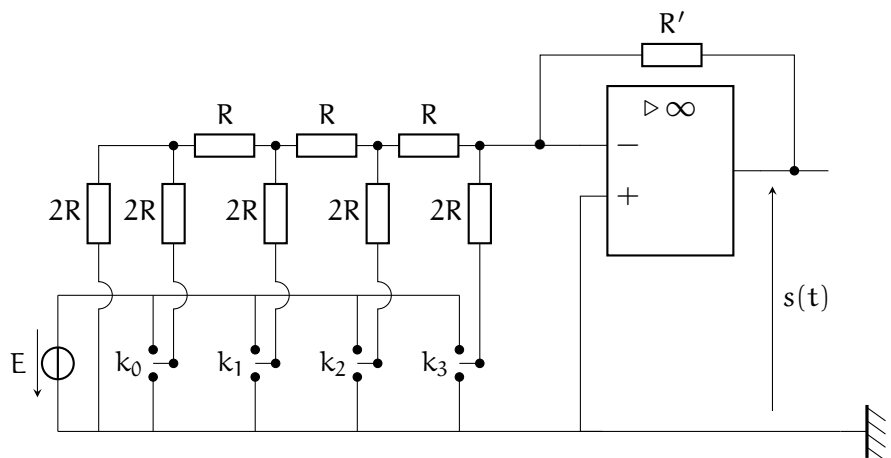 R′
▷ ∞
R R R
−
2R 2R 2R 2R 2R
+
s(t)
E k₀ k₁ k₂ k₃